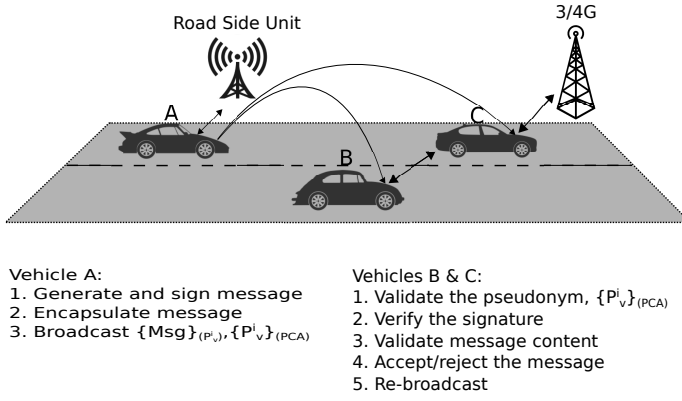 Road Side Unit
3/4G
A
C
B
Vehicle A:
1. Generate and sign message
2. Encapsulate message
3. Broadcast {Msg}(Pⁱᵥ),{Pⁱᵥ}(PCA)
Vehicles B & C:
1. Validate the pseudonym, {Pⁱᵥ}(PCA)
2. Verify the signature
3. Validate message content
4. Accept/reject the message
5. Re-broadcast